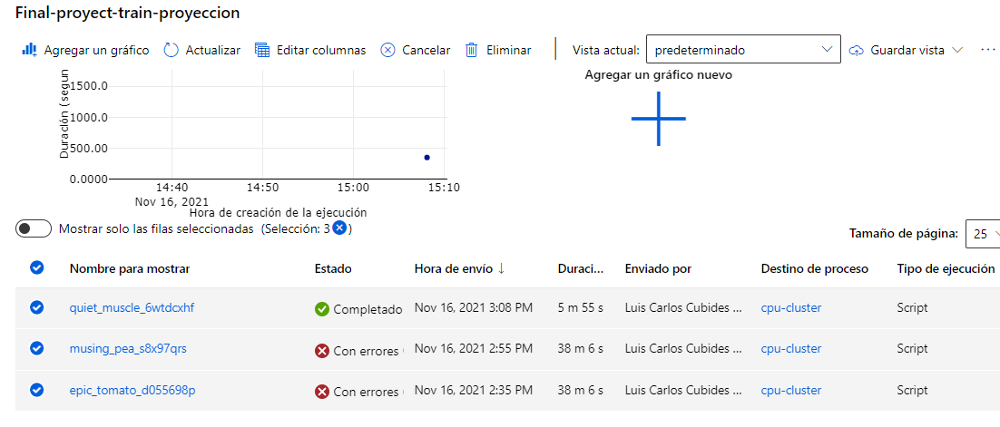 Final-proyect-train-proyeccion
Agregar un gráfico Actualizar Editar columnas Cancelar Eliminar Vista actual: predeterminado Guardar vista ...
Agregar un gráfico nuevo
Duración (segun
1500.0
1000.0
500.00
0.0000
14:40 14:50 15:00 15:10
Nov 16, 2021
Hora de creación de la ejecución
Mostrar solo las filas seleccionadas (Selección: 3 )
Tamaño de página: 25
Nombre para mostrar Estado Hora de envío ↓ Duraci... Enviado por Destino de proceso Tipo de ejecución
quiet_muscle_6wtdcxhf Completado Nov 16, 2021 3:08 PM 5 m 55 s Luis Carlos Cubides ... cpu-cluster Script
musing_pea_s8x97qrs Con errores Nov 16, 2021 2:55 PM 38 m 6 s Luis Carlos Cubides ... cpu-cluster Script
epic_tomato_d055698p Con errores Nov 16, 2021 2:35 PM 38 m 6 s Luis Carlos Cubides ... cpu-cluster Script